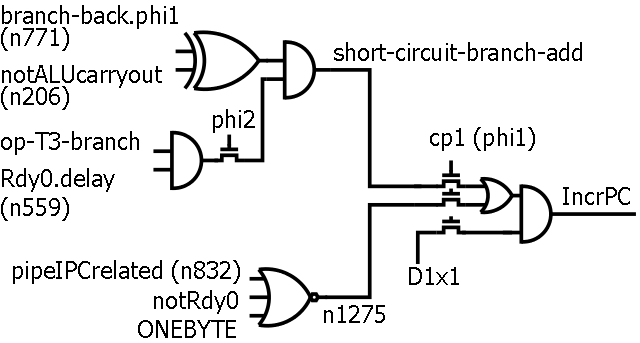 branch-back.phi1
(n771)
short-circuit-branch-add
notALUcarryout
(n206)
phi2
cp1 (phi1)
op-T3-branch
Rdy0.delay
(n559)
IncrPC
D1x1
pipeIPCrelated (n832)
notRdy0
n1275
ONEBYTE